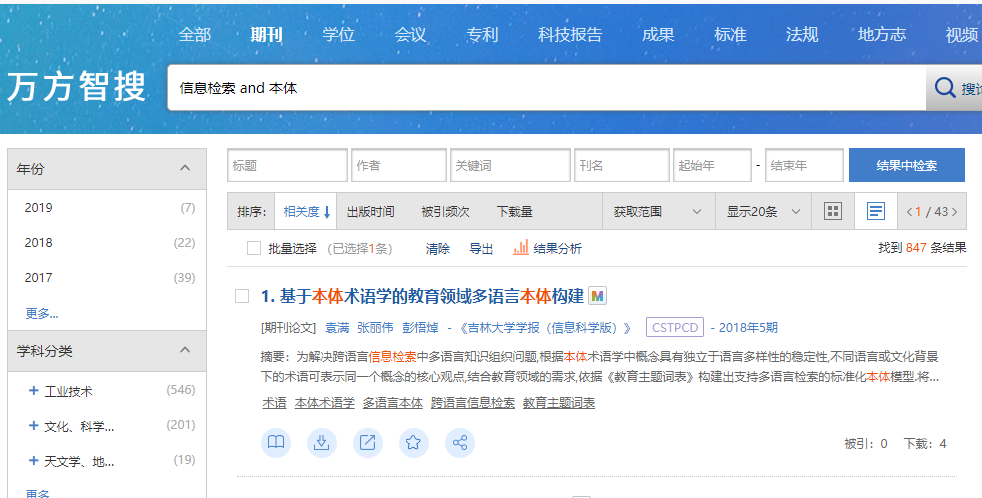 全部 期刊 学位 会议 专利 科技报告 成果 标准 法规 地方志 视频
万方智搜
信息检索 and 本体
搜论
年份
2019 (7)
2018 (22)
2017 (39)
更多...
学科分类
+ 工业技术 (546)
+ 文化、科学... (201)
+ 天文学、地... (19)
更多
标题 作者 关键词 刊名 起始年 - 结束年 结果中检索
排序: 相关度 出版时间 被引频次 下载量 获取范围 显示20条 1 / 43
批量选择 (已选择1条) 清除 导出 结果分析 找到 847 条结果
1. 基于本体术语学的教育领域多语言本体构建 M
[期刊论文] 袁满 张丽伟 彭悟焯 - 《吉林大学学报（信息科学版）》 CSTPCD - 2018年5期
摘要：为解决跨语言信息检索中多语言知识组织问题,根据本体术语学中概念具有独立于语言多样性的稳定性,不同语言或文化背景
下的术语可表示同一个概念的核心观点,结合教育领域的需求,依据《教育主题词表》构建出支持多语言检索的标准化本体模型.将...
术语 本体术语学 多语言本体 跨语言信息检索 教育主题词表
被引：0 下载：4